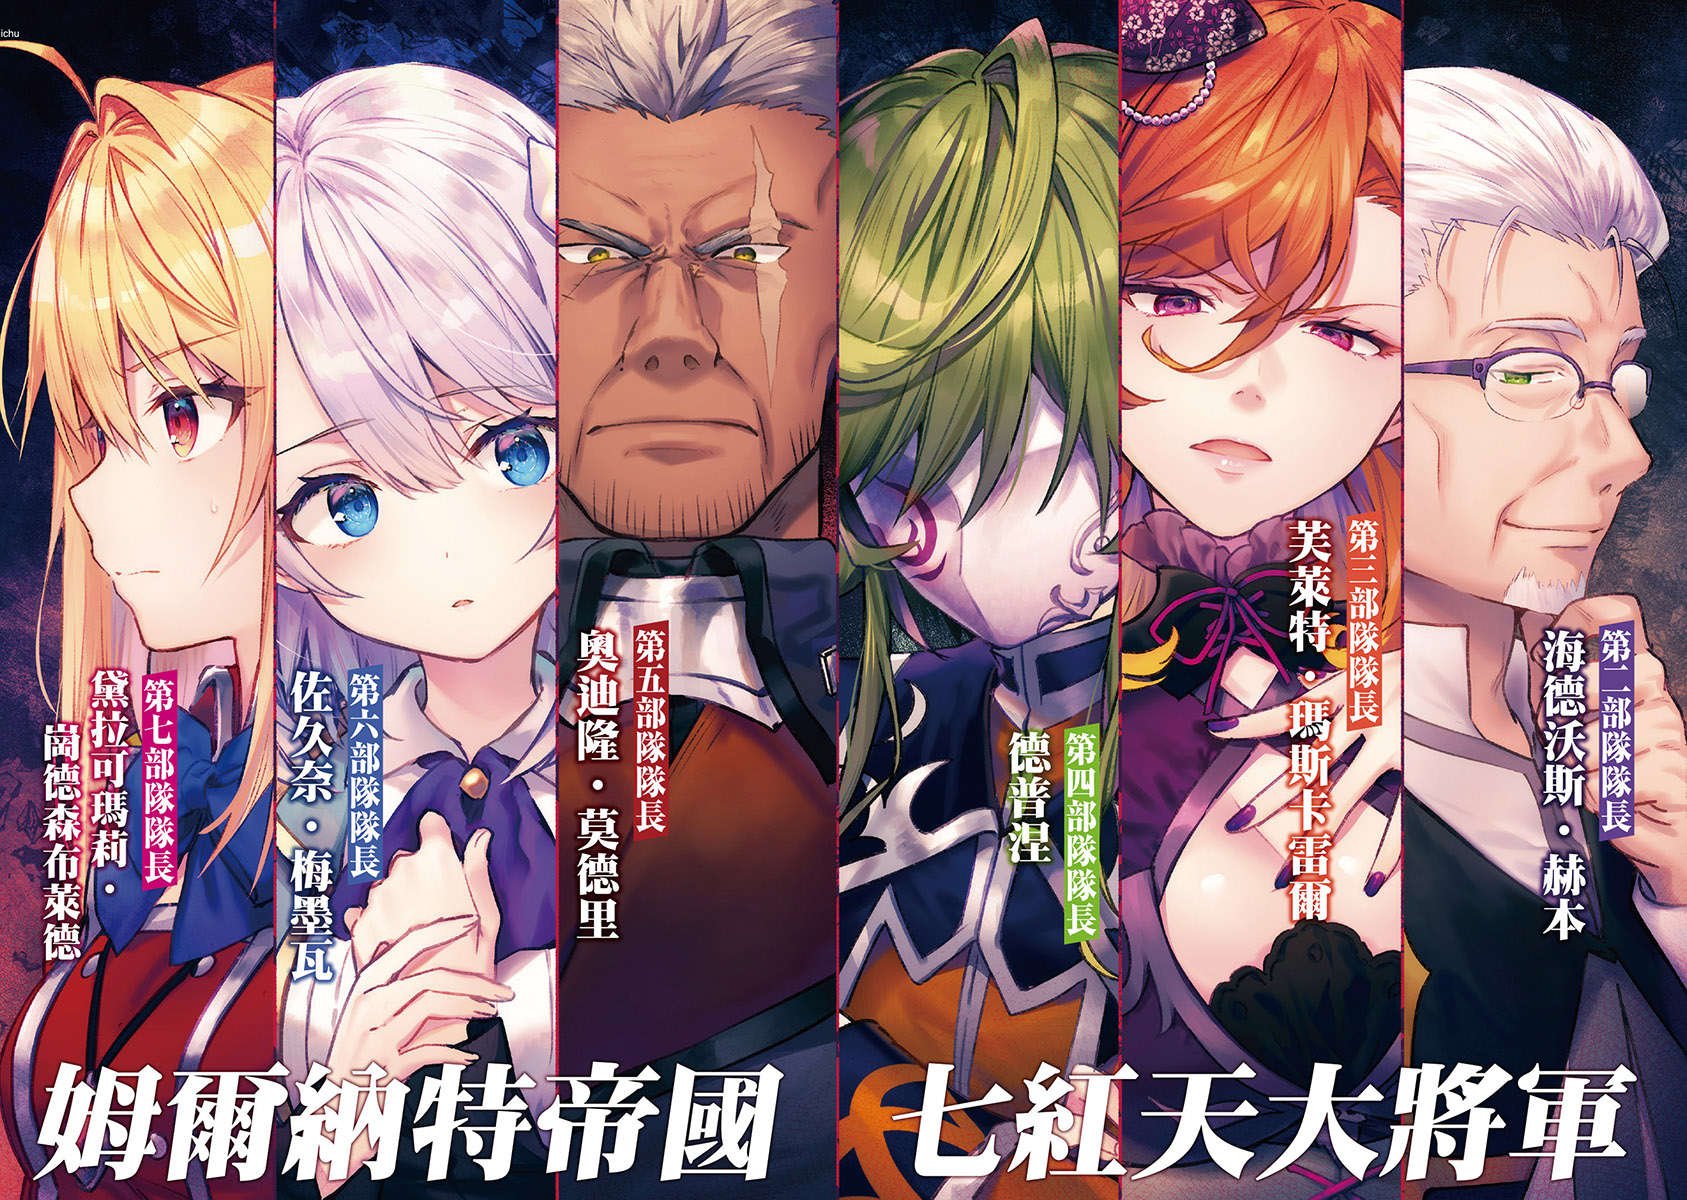 ichu
第二部隊隊長
海德沃斯・赫本
第三部隊隊長
芙萊特・瑪斯卡雷爾
第四部隊隊長
德普涅
第五部隊隊長
奧迪隆・莫德里
第六部隊隊長
佐久奈・梅墨瓦
第七部隊隊長
黛拉可瑪莉・
崗德森布萊德
姆爾納特帝國 七紅天大將軍